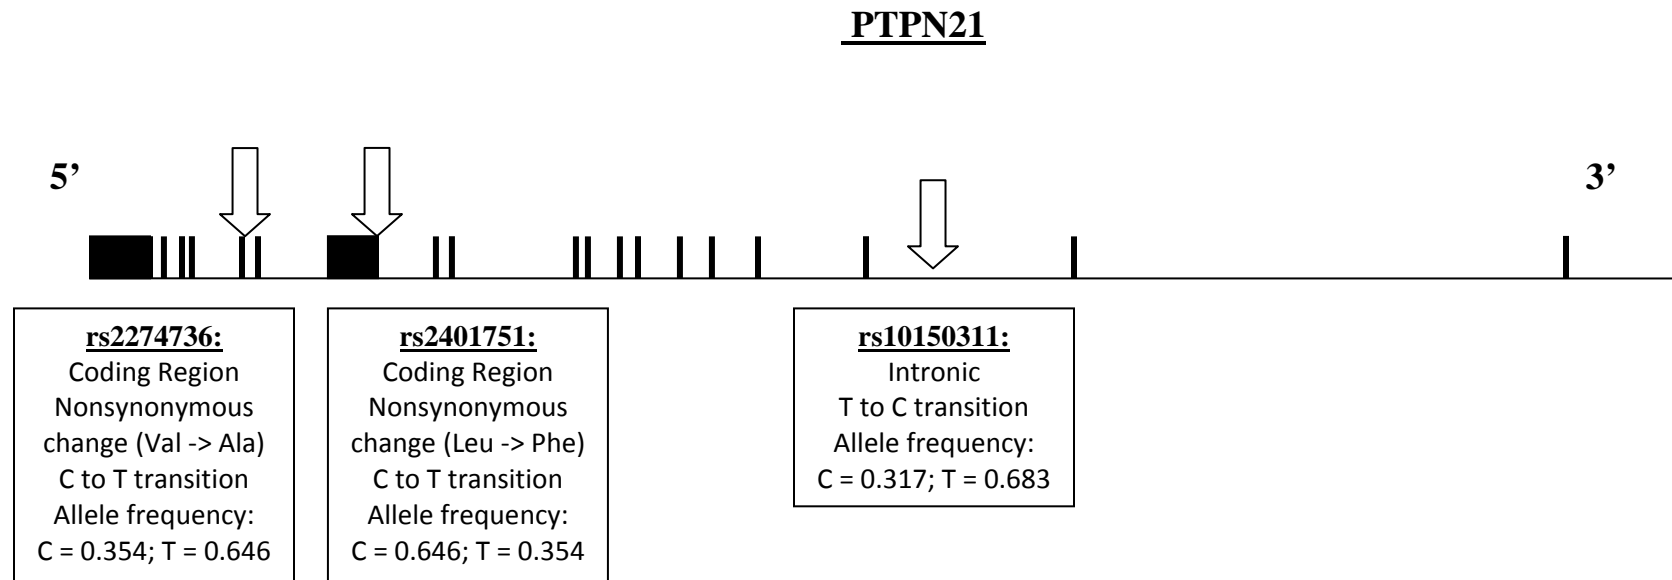 PTPN21
5’
3’
rs2274736:
Coding Region
Nonsynonymous
change (Val -> Ala)
C to T transition
Allele frequency:
C = 0.354; T = 0.646
rs2401751:
Coding Region
Nonsynonymous
change (Leu -> Phe)
C to T transition
Allele frequency:
C = 0.646; T = 0.354
rs10150311:
Intronic
T to C transition
Allele frequency:
C = 0.317; T = 0.683